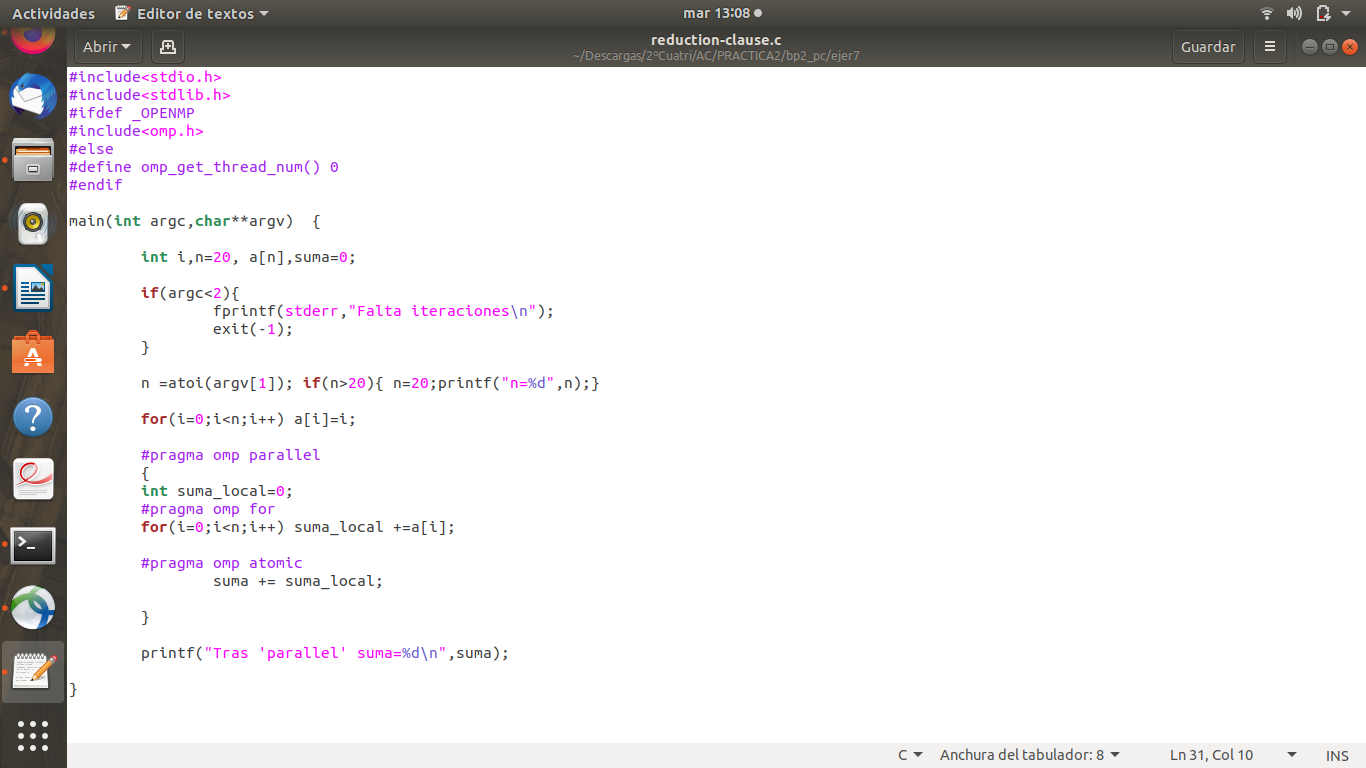 Actividades Editor de textos mar 13:08
Abrir reduction-clause.c Guardar
~/Descargas/2ºCuatri/AC/PRACTICA2/bp2_pc/ejer7
#include<stdio.h>
#include<stdlib.h>
#ifdef _OPENMP
#include<omp.h>
#else
#define omp_get_thread_num() 0
#endif
main(int argc,char**argv)  {
int i,n=20, a[n],suma=0;
if(argc<2){
fprintf(stderr,"Falta iteraciones\n");
exit(-1);
}
n =atoi(argv[1]); if(n>20){ n=20;printf("n=%d",n);}
for(i=0;i<n;i++) a[i]=i;
#pragma omp parallel
{
int suma_local=0;
#pragma omp for
for(i=0;i<n;i++) suma_local +=a[i];
#pragma omp atomic
suma += suma_local;
}
printf("Tras 'parallel' suma=%d\n",suma);
}
C Anchura del tabulador: 8 Ln 31, Col 10 INS